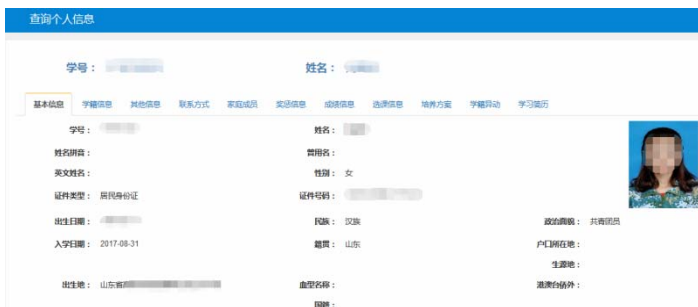 查询个人信息
学号： 姓名：
基本信息 学籍信息 其他信息 联系方式 家庭成员 奖惩信息 成绩信息 选课信息 培养方案 学籍异动 学习简历
学号： 姓名：
姓名拼音： 曾用名：
英文姓名： 性别： 女
证件类型： 居民身份证 证件号码：
出生日期： 民族： 汉族 政治面貌： 共青团员
入学日期： 2017-08-31 籍贯： 山东 户口所在地：
生源地：
出生地： 山东省 血型名称： 港澳台侨外：
国籍：